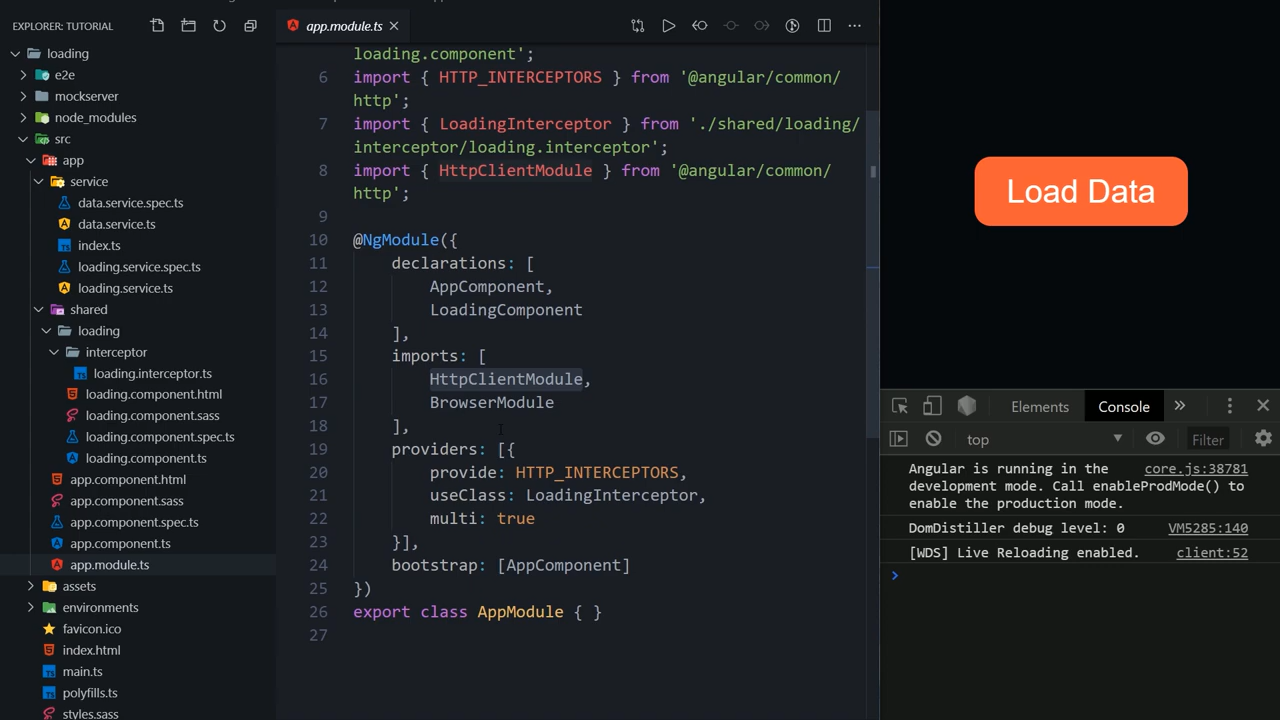 EXPLORER: TUTORIAL
loading
e2e
mockserver
node_modules
src
app
service
data.service.spec.ts
data.service.ts
index.ts
loading.service.spec.ts
loading.service.ts
shared
loading
interceptor
loading.interceptor.ts
loading.component.html
loading.component.sass
loading.component.spec.ts
loading.component.ts
app.component.html
app.component.sass
app.component.spec.ts
app.component.ts
app.module.ts
assets
environments
favicon.ico
index.html
main.ts
polyfills.ts
styles.sass
app.module.ts
loading.component';
6 import { HTTP_INTERCEPTORS } from '@angular/common/
http';
7 import { LoadingInterceptor } from './shared/loading/
interceptor/loading.interceptor';
8 import { HttpClientModule } from '@angular/common/
http';
9
10 @NgModule({
11 declarations: [
12 AppComponent,
13 LoadingComponent
14 ],
15 imports: [
16 HttpClientModule,
17 BrowserModule
18 ],
19 providers: [{
20 provide: HTTP_INTERCEPTORS,
21 useClass: LoadingInterceptor,
22 multi: true
23 }],
24 bootstrap: [AppComponent]
25 })
26 export class AppModule { }
27
Load Data
Elements Console »
top Filter
Angular is running in the core.js:38781
development mode. Call enableProdMode() to
enable the production mode.
DomDistiller debug level: 0 VM5285:140
[WDS] Live Reloading enabled. client:52